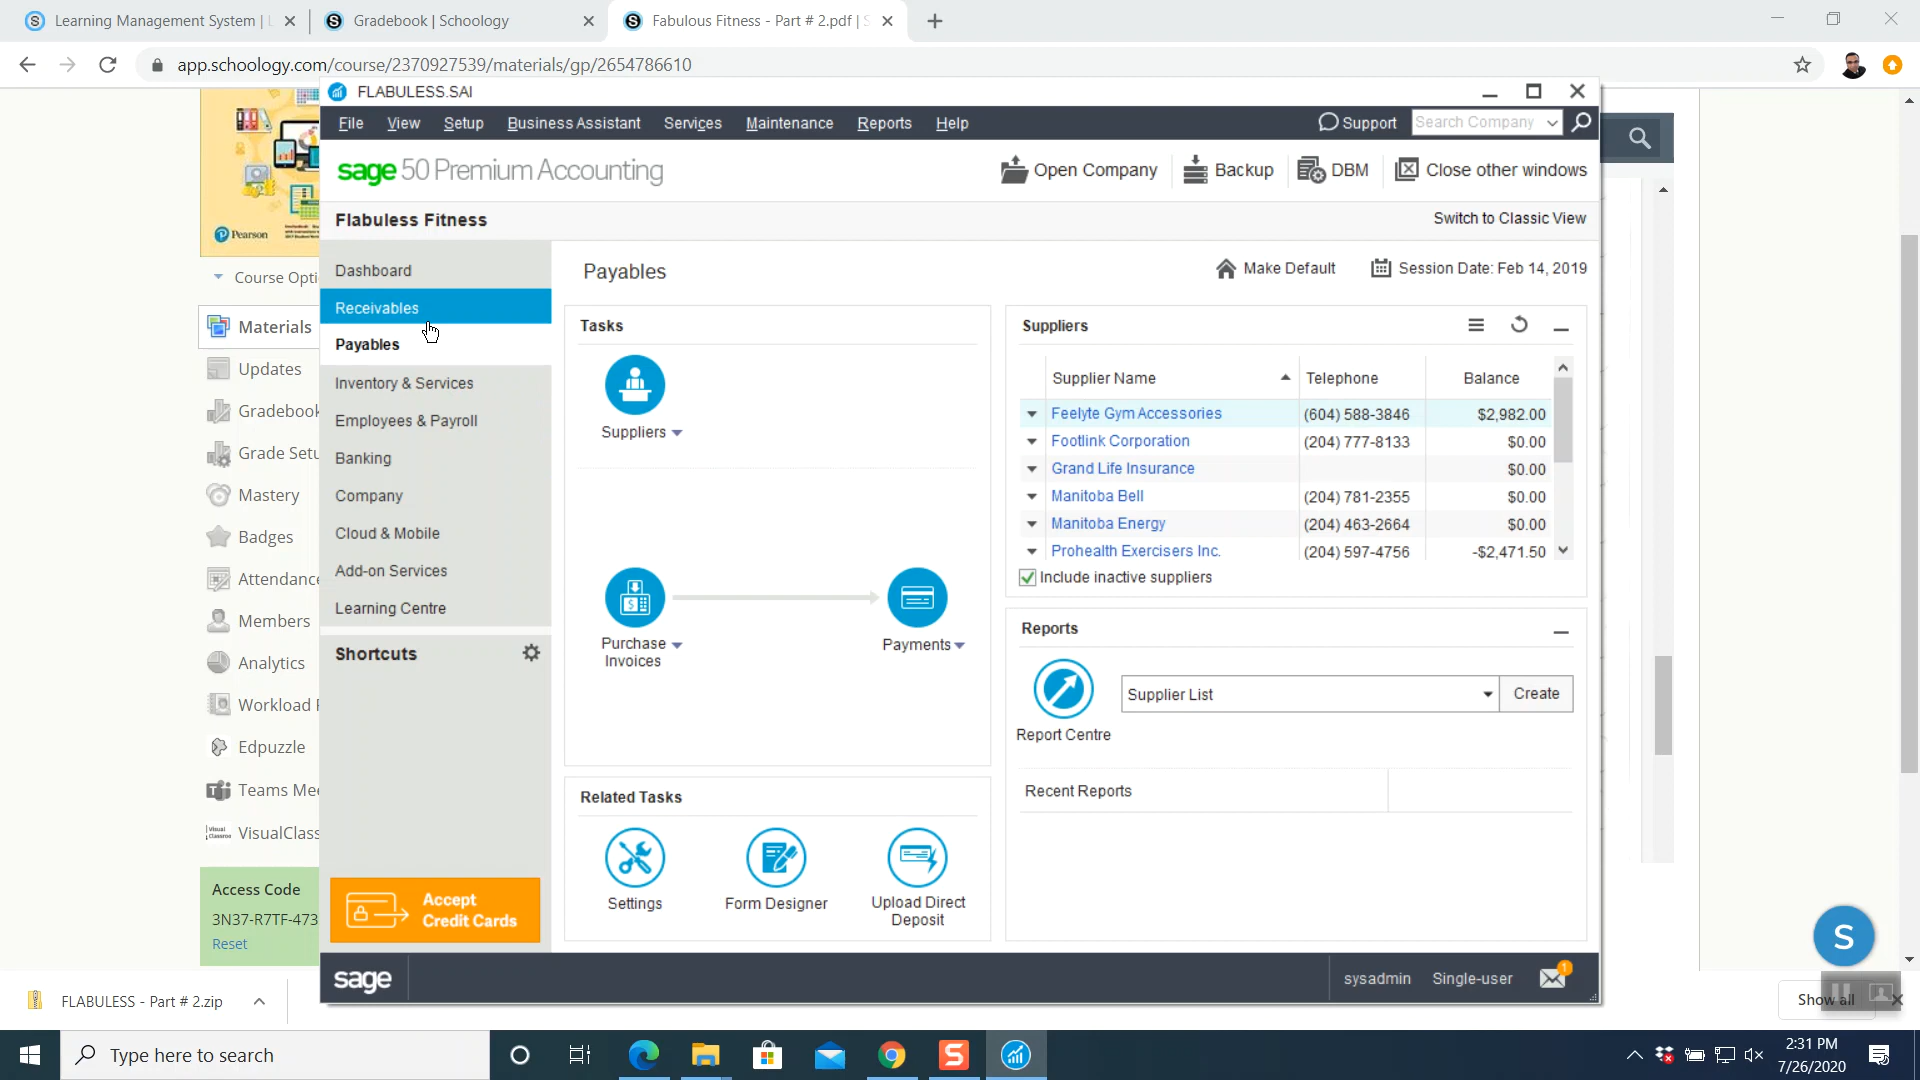 Learning Management System | L
Gradebook | Schoology
Fabulous Fitness - Part # 2.pdf | S
app.schoology.com/course/2370927539/materials/gp/2654786610
FLABULESS.SAI
File View Setup Business Assistant Services Maintenance Reports Help
Support
Search Company
sage 50 Premium Accounting
Open Company
Backup
DBM
Close other windows
Flabuless Fitness
Switch to Classic View
Pearson
Course Opti
Materials
Updates
Gradebook
Grade Setu
Mastery
Badges
Attendance
Members
Analytics
Workload
Edpuzzle
Teams Mee
VisualClass
Access Code
3N37-R7TF-473
Reset
Dashboard
Receivables
Payables
Inventory & Services
Employees & Payroll
Banking
Company
Cloud & Mobile
Add-on Services
Learning Centre
Shortcuts
Accept
Credit Cards
Payables
Make Default
Session Date: Feb 14, 2019
Tasks
Suppliers
Purchase
Invoices
Payments
Related Tasks
Settings
Form Designer
Upload Direct
Deposit
Suppliers
Supplier Name Telephone Balance
Feelyte Gym Accessories (604) 588-3846 $2,982.00
Footlink Corporation (204) 777-8133 $0.00
Grand Life Insurance $0.00
Manitoba Bell (204) 781-2355 $0.00
Manitoba Energy (204) 463-2664 $0.00
Prohealth Exercisers Inc. (204) 597-4756 -$2,471.50
Include inactive suppliers
Reports
Supplier List
Create
Report Centre
Recent Reports
sage
sysadmin
Single-user
1
S
FLABULESS - Part # 2.zip
Show all
Type here to search
2:31 PM
7/26/2020